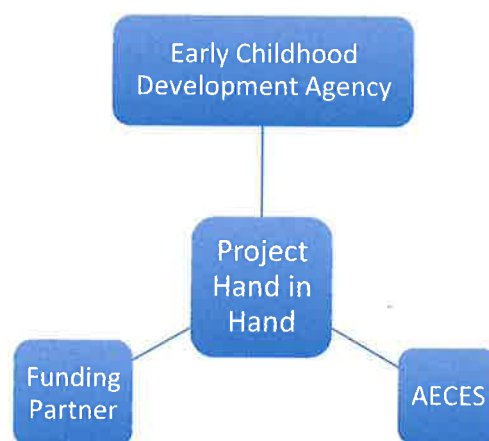 Early Childhood
Development Agency
Project
Hand in
Hand
Funding
Partner
AECES